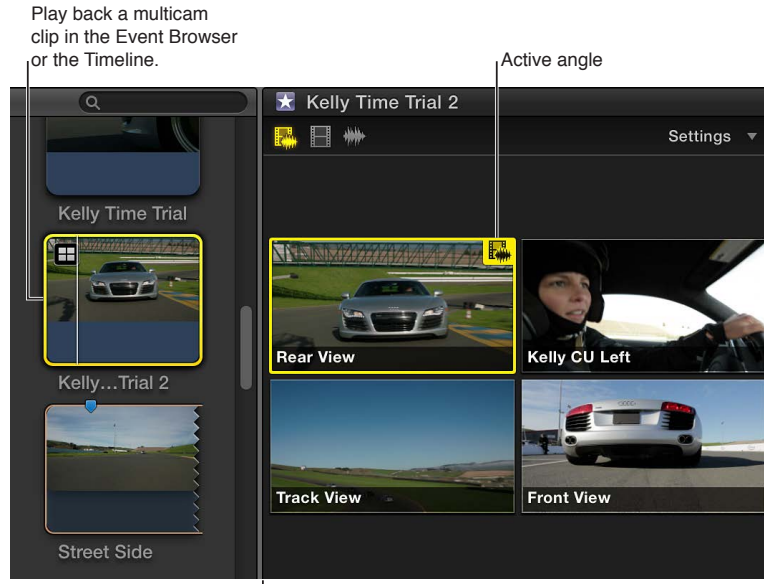 Play back a multicam
clip in the Event Browser
or the Timeline.
Active angle
Kelly Time Trial 2
Settings
Kelly Time Trial
Kelly…Trial 2
Street Side
Rear View
Kelly CU Left
Track View
Front View